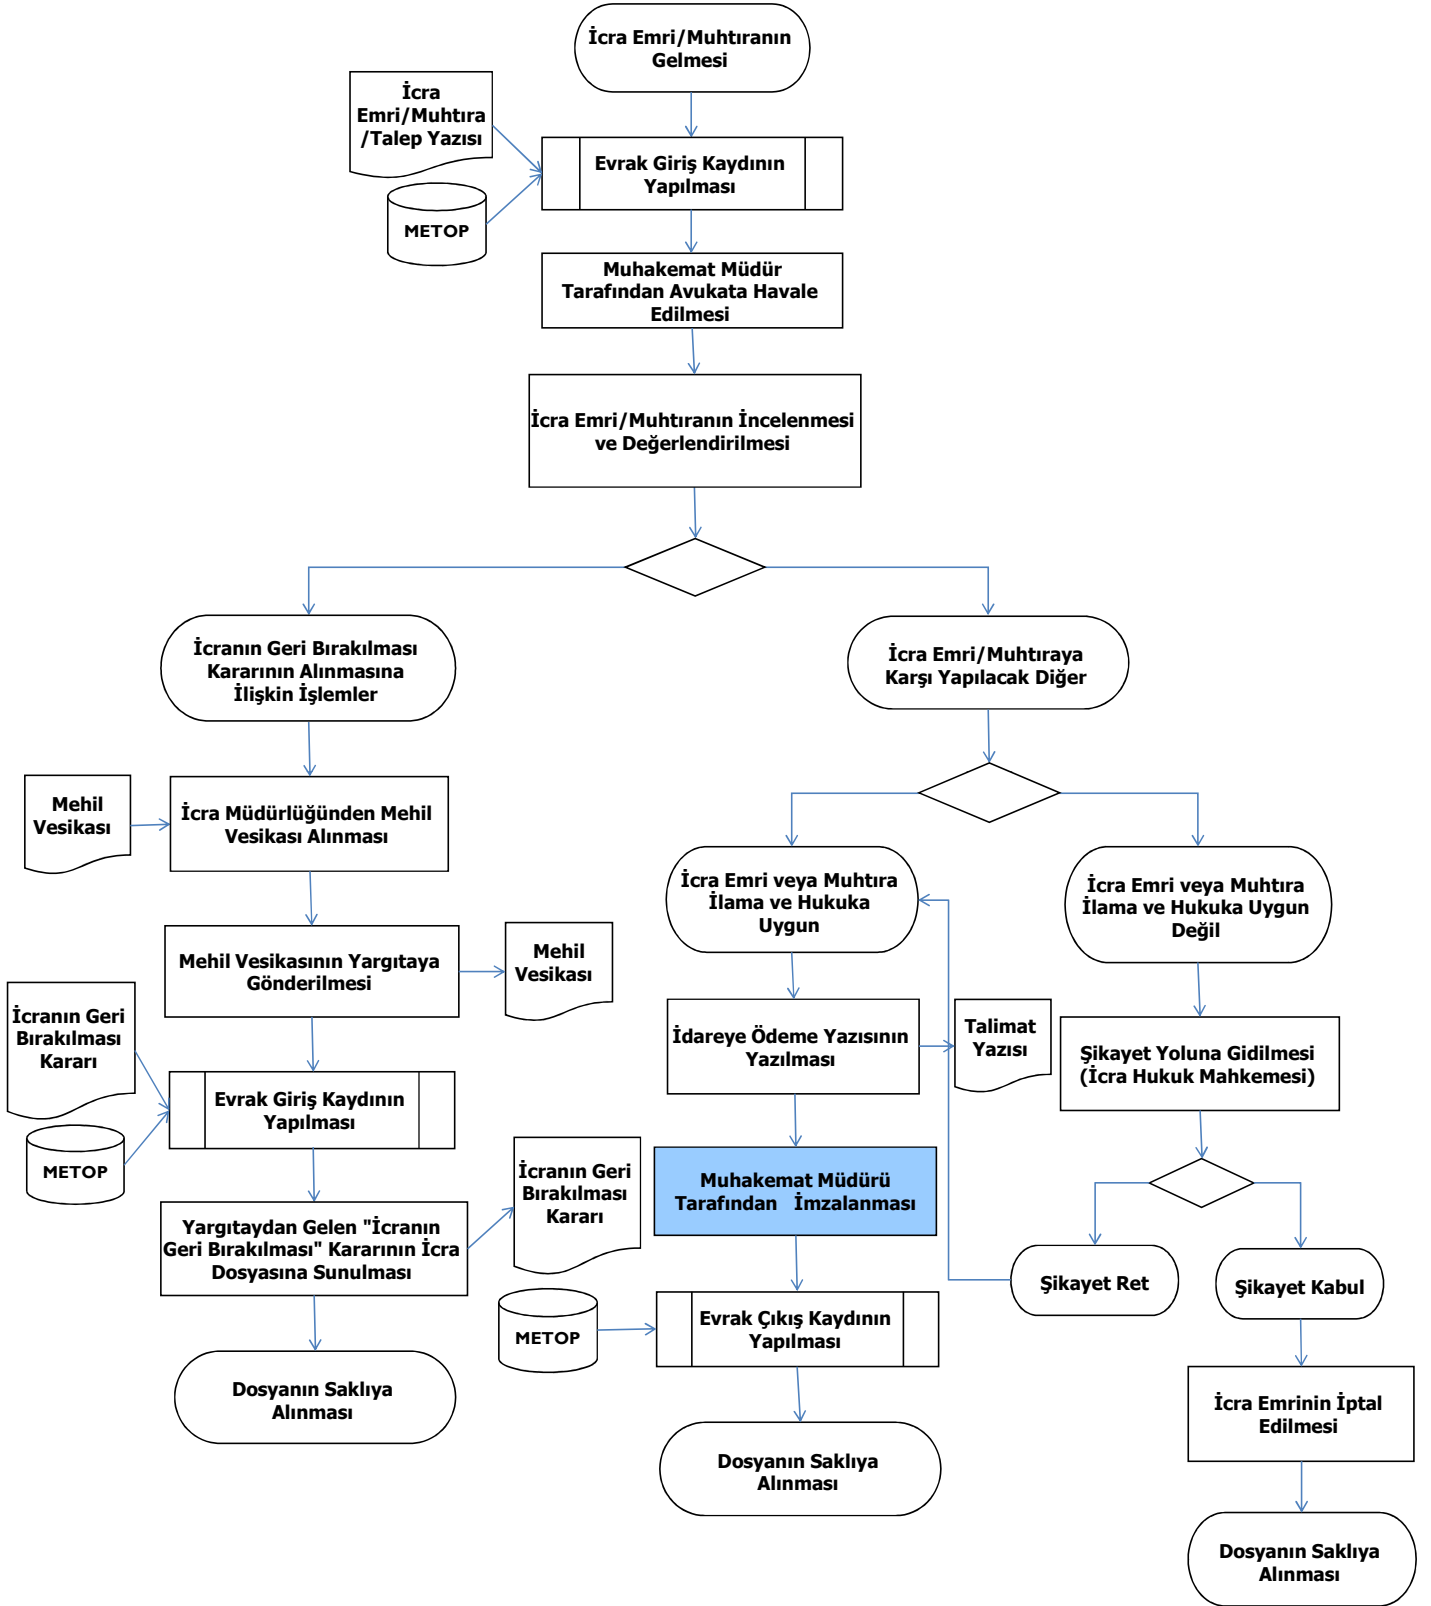 İcra Emri/Muhtıranın
Gelmesi
İcra
Emri/Muhtıra
/Talep Yazısı
Evrak Giriş Kaydının
Yapılması
METOP
Muhakemat Müdür
Tarafından Avukata Havale
Edilmesi
İcra Emri/Muhtıranın İncelenmesi
ve Değerlendirilmesi
İcranın Geri Bırakılması
Kararının Alınmasına
İlişkin İşlemler
İcra Emri/Muhtıraya
Karşı Yapılacak Diğer
Mehil
Vesikası
İcra Müdürlüğünden Mehil
Vesikası Alınması
İcra Emri veya Muhtıra
İlama ve Hukuka
Uygun
İcra Emri veya Muhtıra
İlama ve Hukuka Uygun
Değil
Mehil Vesikasının Yargıtaya
Gönderilmesi
Mehil
Vesikası
İcranın Geri
Bırakılması
Kararı
İdareye Ödeme Yazısının
Yazılması
Talimat
Yazısı
Şikayet Yoluna Gidilmesi
(İcra Hukuk Mahkemesi)
Evrak Giriş Kaydının
Yapılması
METOP
İcranın Geri
Bırakılması
Kararı
Muhakemat Müdürü
Tarafından   İmzalanması
Yargıtaydan Gelen "İcranın
Geri Bırakılması" Kararının İcra
Dosyasına Sunulması
Şikayet Ret
Şikayet Kabul
METOP
Evrak Çıkış Kaydının
Yapılması
Dosyanın Saklıya
Alınması
İcra Emrinin İptal
Edilmesi
Dosyanın Saklıya
Alınması
Dosyanın Saklıya
Alınması